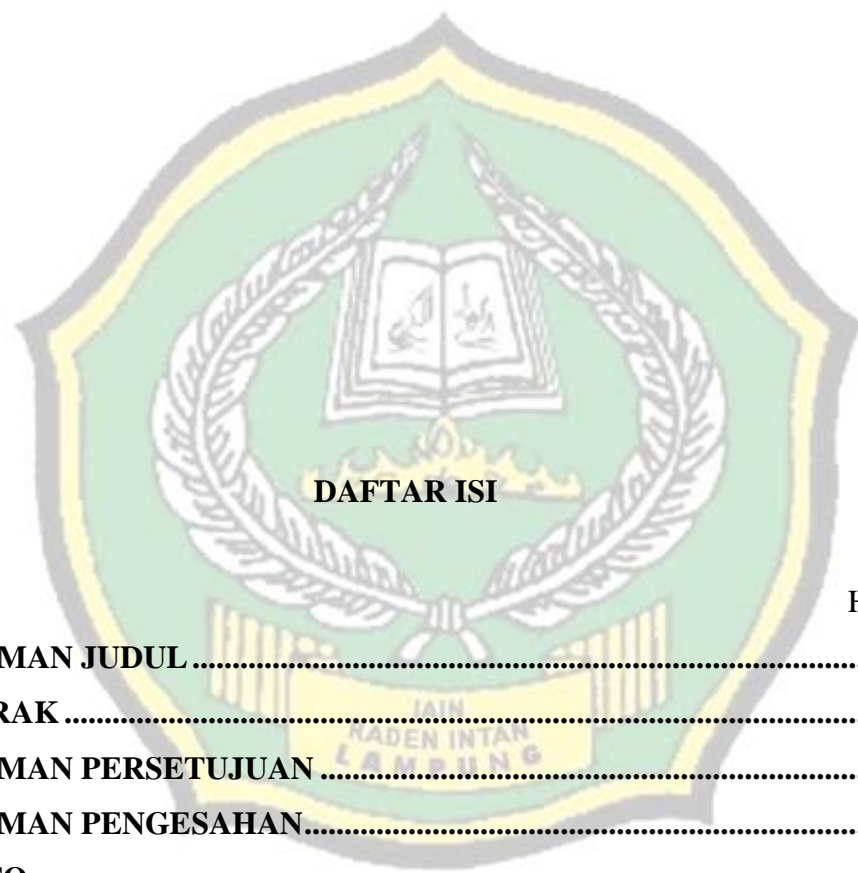 DAFTAR ISI
H
MAN JUDUL ........................................................................................................
RAK ........................................................................................................
MAN PERSETUJUAN ........................................................................................
MAN PENGESAHAN........................................................................................
IAIN
RADEN INTAN
LAMPUNG